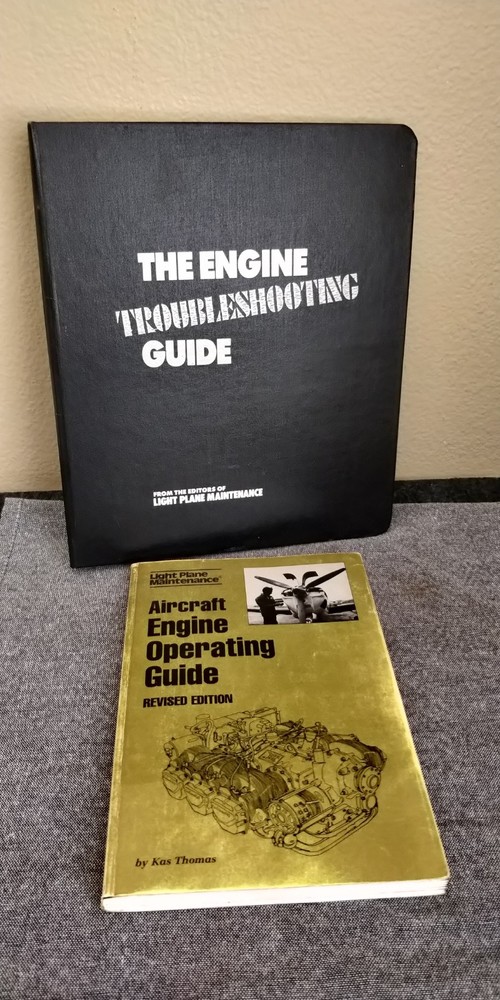 THE ENGINE
TROUBLESHOOTING
GUIDE
FROM THE EDITORS OF
LIGHT PLANE MAINTENANCE
Light Plane
Maintenance
Aircraft
Engine
Operating
Guide
REVISED EDITION
by Kas Thomas